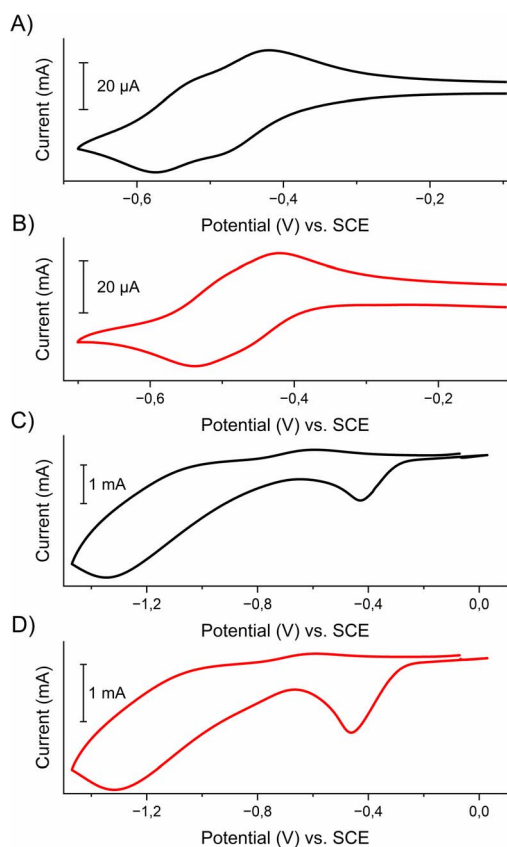 A)
Current (mA)
20 µA
−0,6
−0,4
−0,2
Potential (V) vs. SCE
B)
Current (mA)
20 µA
−0,6
−0,4
−0,2
Potential (V) vs. SCE
C)
Current (mA)
1 mA
−1,2
−0,8
−0,4
0,0
Potential (V) vs. SCE
D)
Current (mA)
1 mA
−1,2
−0,8
−0,4
0,0
Potential (V) vs. SCE